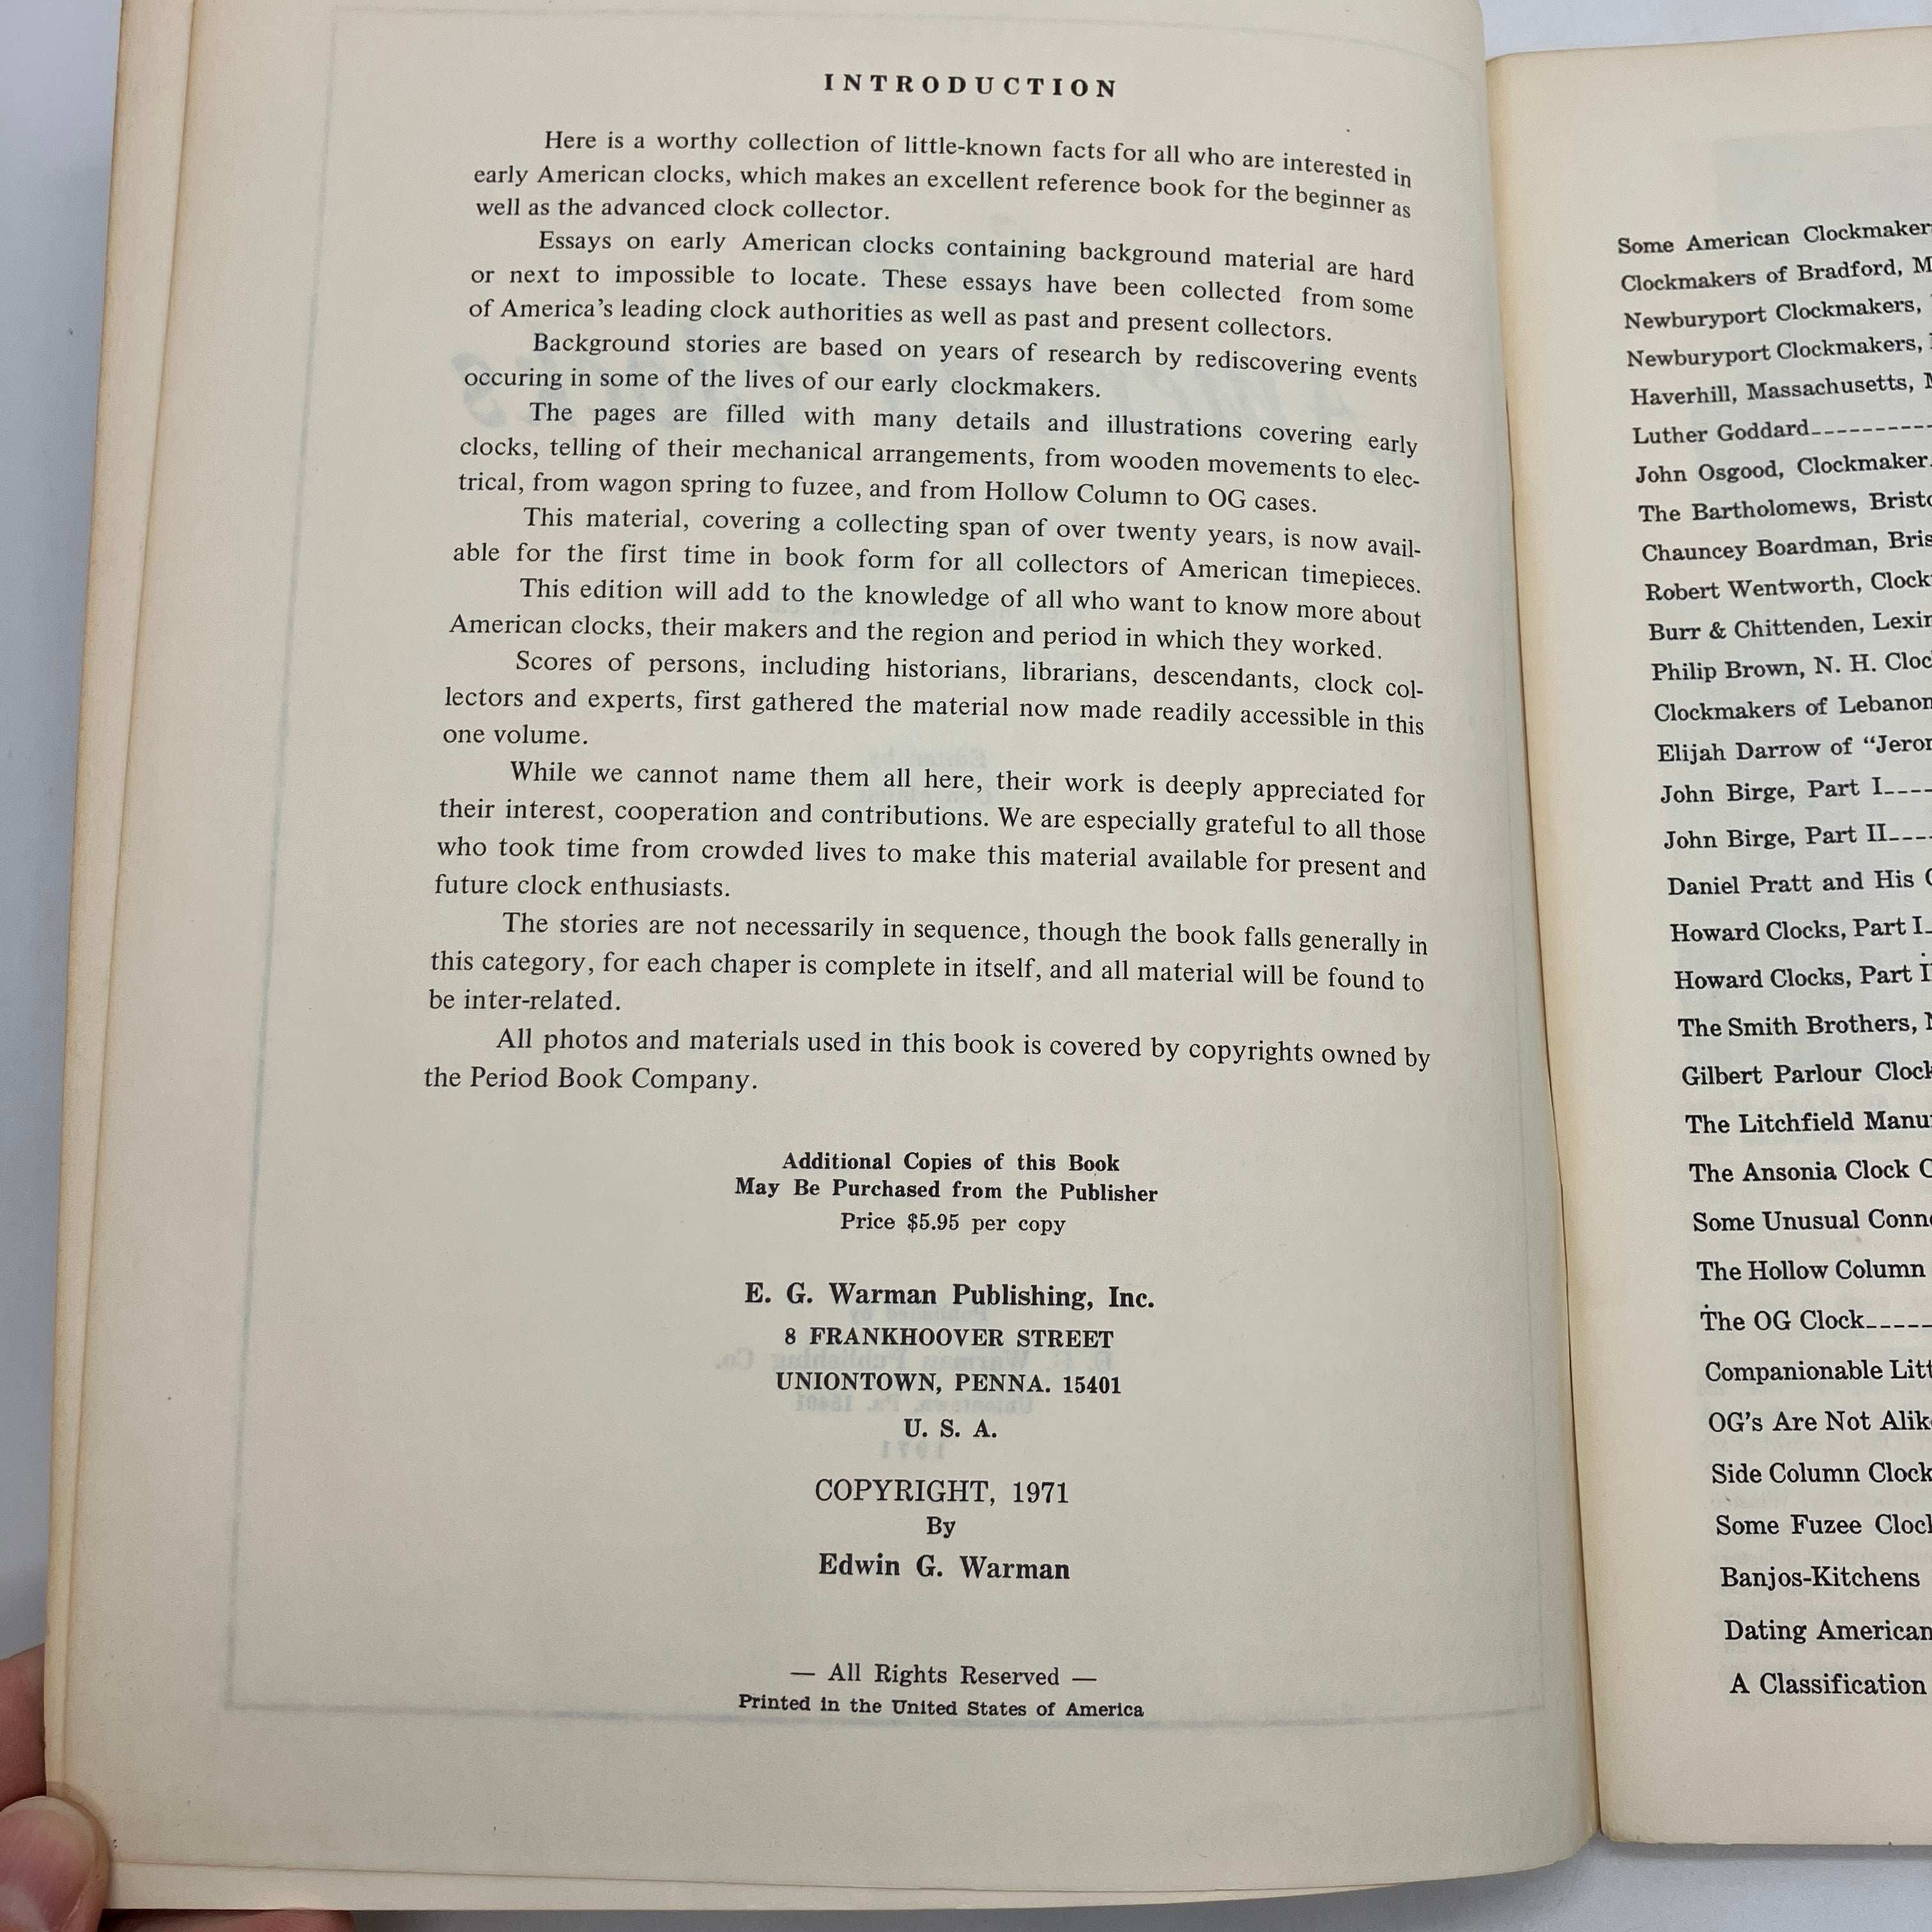 INTRODUCTION
Here is a worthy collection of little-known facts for all who are interested in
early American clocks, which makes an excellent reference book for the beginner as
well as the advanced clock collector.
Essays on early American clocks containing background material are hard
or next to impossible to locate. These essays have been collected from some
of America's leading clock authorities as well as past and present collectors.
Background stories are based on years of research by rediscovering events
occuring in some of the lives of our early clockmakers.
The pages are filled with many details and illustrations covering early
clocks, telling of their mechanical arrangements, from wooden movements to elec-
trical, from wagon spring to fuzee, and from Hollow Column to OG cases.
This material, covering a collecting span of over twenty years, is now avail-
able for the first time in book form for all collectors of American timepieces.
This edition will add to the knowledge of all who want to know more about
American clocks, their makers and the region and period in which they worked.
Scores of persons, including historians, librarians, descendants, clock col-
lectors and experts, first gathered the material now made readily accessible in this
one volume.
While we cannot name them all here, their work is deeply appreciated for
their interest, cooperation and contributions. We are especially grateful to all those
who took time from crowded lives to make this material available for present and
future clock enthusiasts.
The stories are not necessarily in sequence, though the book falls generally in
this category, for each chaper is complete in itself, and all material will be found to
be inter-related.
All photos and materials used in this book is covered by copyrights owned by
the Period Book Company.
Additional Copies of this Book
May Be Purchased from the Publisher
Price $5.95 per copy
E. G. Warman Publishing, Inc.
8 FRANKHOOVER STREET
UNIONTOWN, PENNA. 15401
U. S. A.
COPYRIGHT, 1971
By
Edwin G. Warman
— All Rights Reserved —
Printed in the United States of America
Some American Clockmaker
Clockmakers of Bradford, M
Newburyport Clockmakers,
Newburyport Clockmakers,
Haverhill, Massachusetts, M
Luther Goddard----------
John Osgood, Clockmaker
The Bartholomews, Bristo
Chauncey Boardman, Bris
Robert Wentworth, Clock
Burr & Chittenden, Lexin
Philip Brown, N. H. Cloc
Clockmakers of Lebanon
Elijah Darrow of "Jeror
John Birge, Part I----
John Birge, Part II----
Daniel Pratt and His
Howard Clocks, Part I
Howard Clocks, Part I
The Smith Brothers,
Gilbert Parlour Clock
The Litchfield Manu
The Ansonia Clock C
Some Unusual Conne
The Hollow Column
The OG Clock-----
Companionable Litt
OG's Are Not Alik
Side Column Clock
Some Fuzee Clock
Banjos-Kitchens
Dating American
A Classification